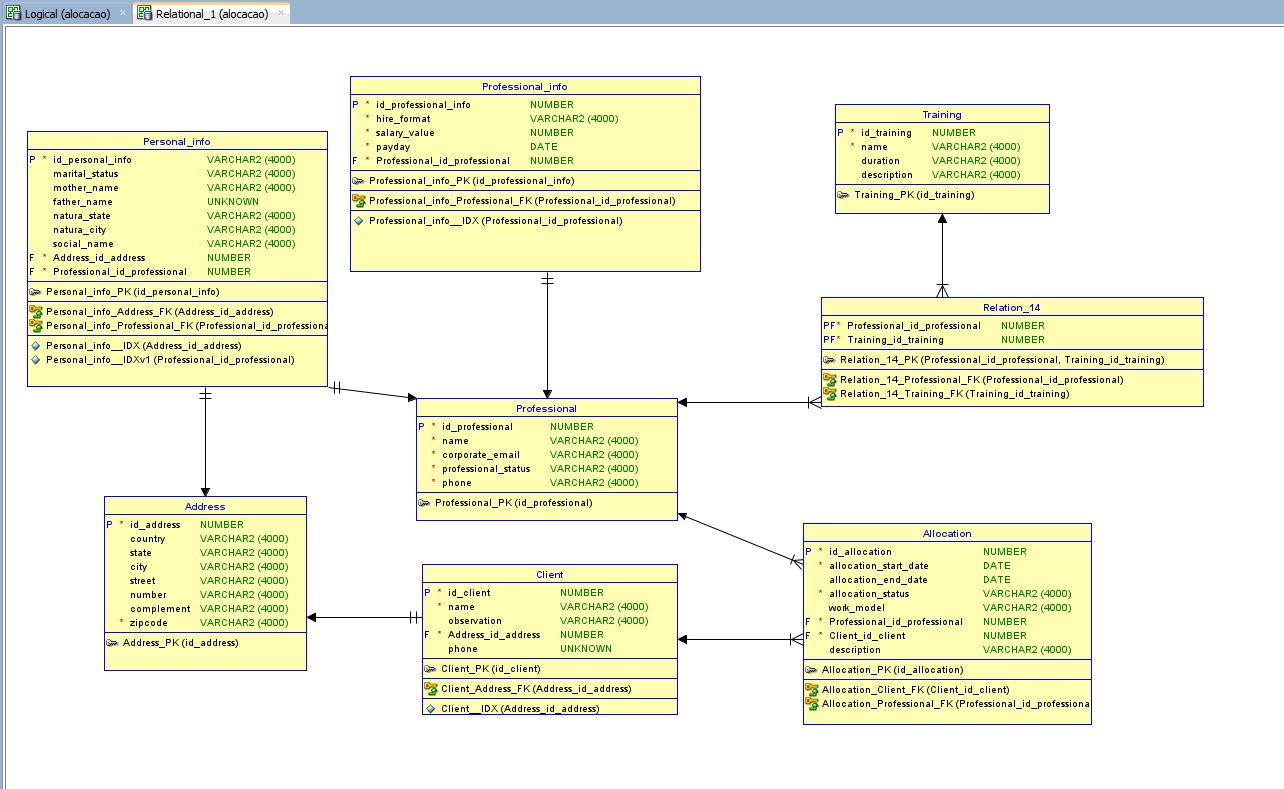 Logical (alocacao)
Relational_1 (alocacao)
Professional_info
P * id_professional_info NUMBER
* hire_format VARCHAR2 (4000)
* salary_value NUMBER
* payday DATE
F * Professional_id_professional NUMBER
Professional_info_PK (id_professional_info)
Professional_info_Professional_FK (Professional_id_professional)
Professional_info__IDX (Professional_id_professional)
Training
P * id_training NUMBER
* name VARCHAR2 (4000)
duration VARCHAR2 (4000)
description VARCHAR2 (4000)
Training_PK (id_training)
Personal_info
P * id_personal_info VARCHAR2 (4000)
marital_status VARCHAR2 (4000)
mother_name VARCHAR2 (4000)
father_name UNKNOWN
natura_state VARCHAR2 (4000)
natura_city VARCHAR2 (4000)
social_name VARCHAR2 (4000)
F * Address_id_address NUMBER
F * Professional_id_professional NUMBER
Personal_info_PK (id_personal_info)
Personal_info_Address_FK (Address_id_address)
Personal_info_Professional_FK (Professional_id_professiona
Personal_info__IDX (Address_id_address)
Personal_info__IDXv1 (Professional_id_professional)
Relation_14
PF* Professional_id_professional NUMBER
PF* Training_id_training NUMBER
Relation_14_PK (Professional_id_professional, Training_id_training)
Relation_14_Professional_FK (Professional_id_professional)
Relation_14_Training_FK (Training_id_training)
Professional
P * id_professional NUMBER
* name VARCHAR2 (4000)
* corporate_email VARCHAR2 (4000)
* professional_status VARCHAR2 (4000)
* phone VARCHAR2 (4000)
Professional_PK (id_professional)
Address
P * id_address NUMBER
country VARCHAR2 (4000)
state VARCHAR2 (4000)
city VARCHAR2 (4000)
street VARCHAR2 (4000)
number VARCHAR2 (4000)
complement VARCHAR2 (4000)
* zipcode VARCHAR2 (4000)
Address_PK (id_address)
Client
P * id_client NUMBER
* name VARCHAR2 (4000)
observation VARCHAR2 (4000)
F * Address_id_address NUMBER
phone UNKNOWN
Client_PK (id_client)
Client_Address_FK (Address_id_address)
Client__IDX (Address_id_address)
Allocation
P * id_allocation NUMBER
* allocation_start_date DATE
allocation_end_date DATE
* allocation_status VARCHAR2 (4000)
work_model VARCHAR2 (4000)
F * Professional_id_professional NUMBER
F * Client_id_client NUMBER
description VARCHAR2 (4000)
Allocation_PK (id_allocation)
Allocation_Client_FK (Client_id_client)
Allocation_Professional_FK (Professional_id_professiona